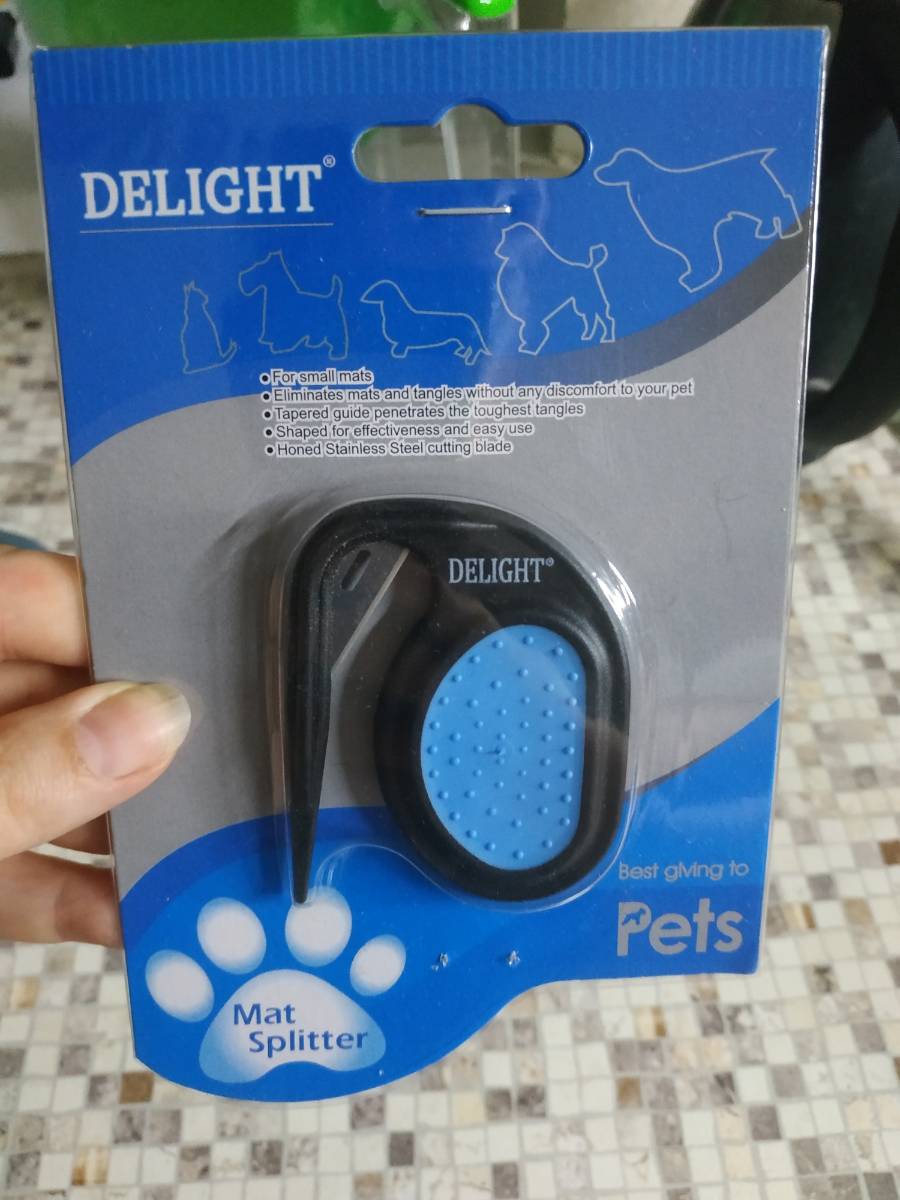 DELIGHT®
• For small mats
• Eliminates mats and tangles without any discomfort to your pet
• Tapered guide penetrates the toughest tangles
• Shaped for effectiveness and easy use
• Honed Stainless Steel cutting blade
DELIGHT®
Best giving to
Pets
Mat
Splitter